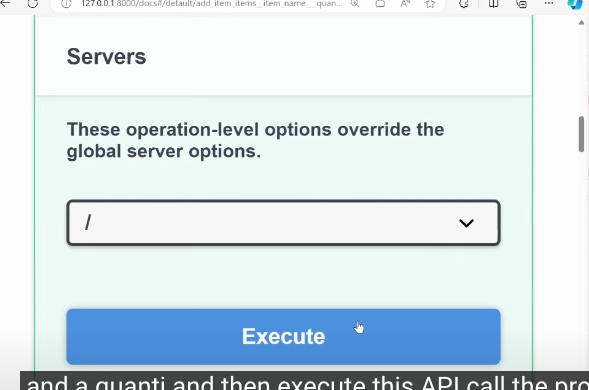 127.0.0.1:8000/docs#/default/add_item_items__item_name__quan...
Servers
These operation-level options override the
global server options.
/
Execute
and a quanti and then execute this API call the pro